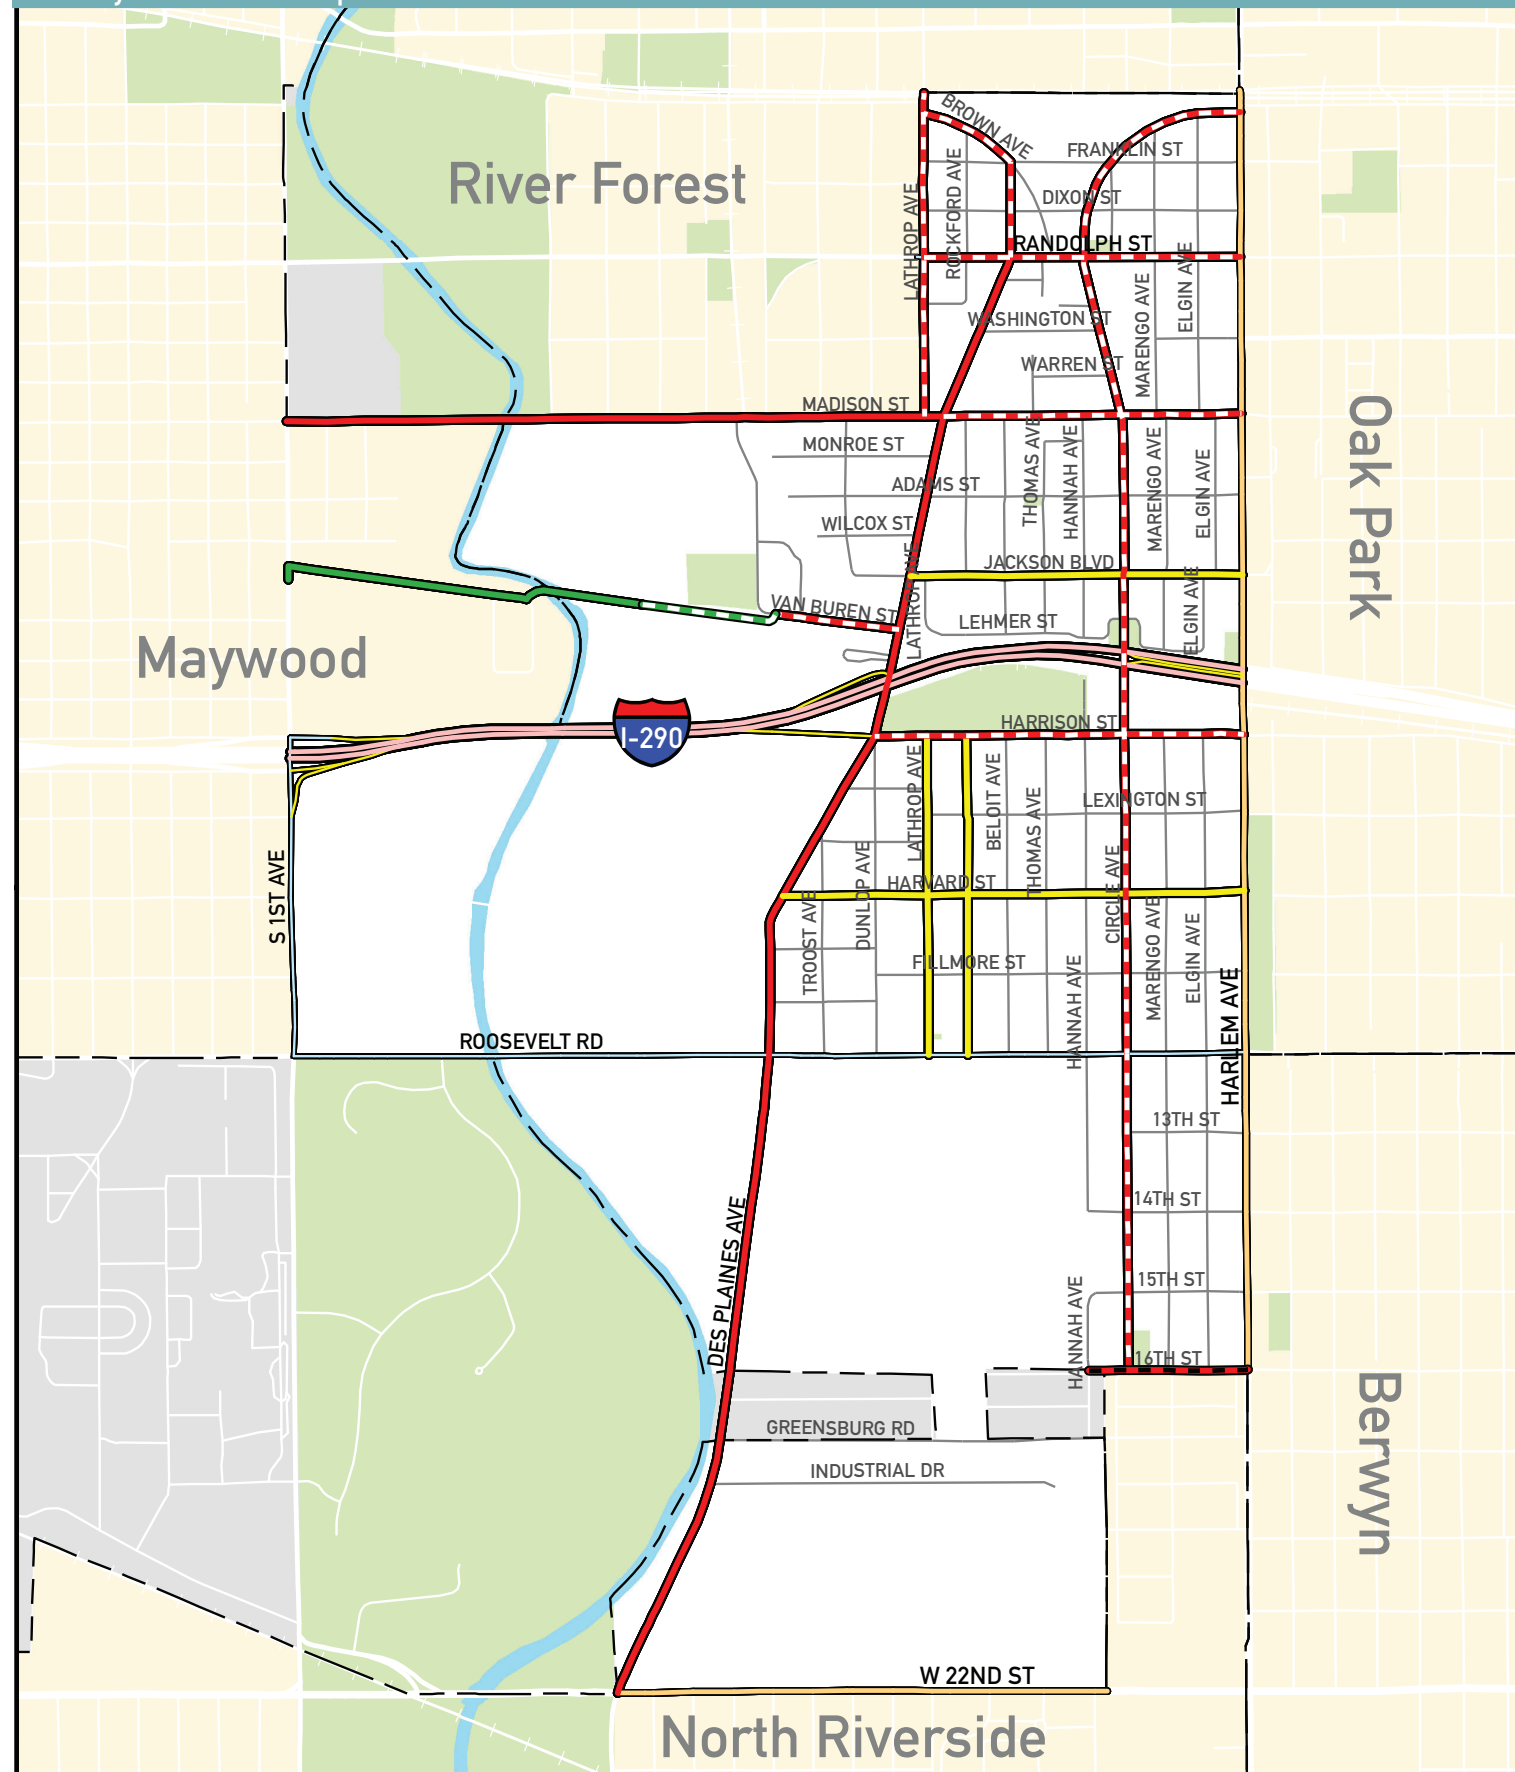 BROWN AVE
FRANKLIN ST
River Forest
ROCKFORD AVE
LATHROP AVE
DIXON ST
RANDOLPH ST
ELGIN AVE
MARENGO AVE
WASHINGTON ST
WARREN ST
MADISON ST
Oak Park
MONROE ST
THOMAS AVE
HANNAH AVE
MARENGO AVE
ELGIN AVE
ADAMS ST
WILCOX ST
JACKSON BLVD
LATHROP AVE
ELGIN AVE
VAN BUREN ST
LEHMER ST
Maywood
HARRISON ST
I-290
LATHROP AVE
BELOIT AVE
THOMAS AVE
LEXINGTON ST
S 1ST AVE
DUNLOP AVE
HARVARD ST
CIRCLE AVE
TROOST AVE
MARENGO AVE
ELGIN AVE
FILLMORE ST
HANNAH AVE
HARLEM AVE
ROOSEVELT RD
13TH ST
14TH ST
DES PLAINES AVE
15TH ST
HANNAH AVE
16TH ST
GREENSBURG RD
Berwyn
INDUSTRIAL DR
W 22ND ST
North Riverside